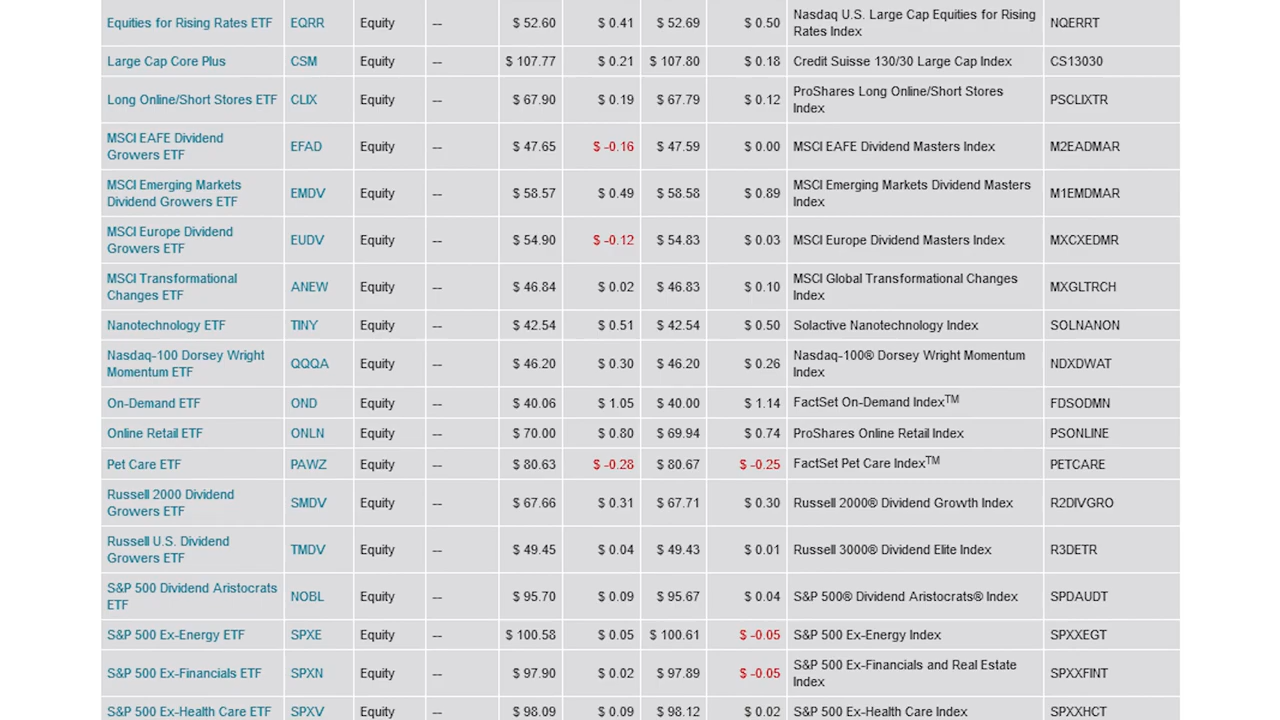 Equities for Rising Rates ETF EQRR Equity -- $ 52.60 $ 0.41 $ 52.69 $ 0.50 Nasdaq U.S. Large Cap Equities for Rising
Rates Index NQERRT
Large Cap Core Plus CSM Equity -- $ 107.77 $ 0.21 $ 107.80 $ 0.18 Credit Suisse 130/30 Large Cap Index CS13030
Long Online/Short Stores ETF CLIX Equity -- $ 67.90 $ 0.19 $ 67.79 $ 0.12 ProShares Long Online/Short Stores
Index PSCLIXTR
MSCI EAFE Dividend
Growers ETF EFAD Equity -- $ 47.65 $ -0.16 $ 47.59 $ 0.00 MSCI EAFE Dividend Masters Index M2EADMAR
MSCI Emerging Markets
Dividend Growers ETF EMDV Equity -- $ 58.57 $ 0.49 $ 58.58 $ 0.89 MSCI Emerging Markets Dividend Masters
Index M1EMDMAR
MSCI Europe Dividend
Growers ETF EUDV Equity -- $ 54.90 $ -0.12 $ 54.83 $ 0.03 MSCI Europe Dividend Masters Index MXCXEDMR
MSCI Transformational
Changes ETF ANEW Equity -- $ 46.84 $ 0.02 $ 46.83 $ 0.10 MSCI Global Transformational Changes
Index MXGLTRCH
Nanotechnology ETF TINY Equity -- $ 42.54 $ 0.51 $ 42.54 $ 0.50 Solactive Nanotechnology Index SOLNANON
Nasdaq-100 Dorsey Wright
Momentum ETF QQQA Equity -- $ 46.20 $ 0.30 $ 46.20 $ 0.26 Nasdaq-100® Dorsey Wright Momentum
Index NDXDWAT
On-Demand ETF OND Equity -- $ 40.06 $ 1.05 $ 40.00 $ 1.14 FactSet On-Demand Index™ FDSODMN
Online Retail ETF ONLN Equity -- $ 70.00 $ 0.80 $ 69.94 $ 0.74 ProShares Online Retail Index PSONLINE
Pet Care ETF PAWZ Equity -- $ 80.63 $ -0.28 $ 80.67 $ -0.25 FactSet Pet Care Index™ PETCARE
Russell 2000 Dividend
Growers ETF SMDV Equity -- $ 67.66 $ 0.31 $ 67.71 $ 0.30 Russell 2000® Dividend Growth Index R2DIVGRO
Russell U.S. Dividend
Growers ETF TMDV Equity -- $ 49.45 $ 0.04 $ 49.43 $ 0.01 Russell 3000® Dividend Elite Index R3DETR
S&P 500 Dividend Aristocrats
ETF NOBL Equity -- $ 95.70 $ 0.09 $ 95.67 $ 0.04 S&P 500® Dividend Aristocrats® Index SPDAUDT
S&P 500 Ex-Energy ETF SPXE Equity -- $ 100.58 $ 0.05 $ 100.61 $ -0.05 S&P 500 Ex-Energy Index SPXXEGT
S&P 500 Ex-Financials ETF SPXN Equity -- $ 97.90 $ 0.02 $ 97.89 $ -0.05 S&P 500 Ex-Financials and Real Estate
Index SPXXFINT
S&P 500 Ex-Health Care ETF SPXV Equity -- $ 98.09 $ 0.09 $ 98.12 $ 0.02 S&P 500 Ex-Health Care Index SPXXHCT